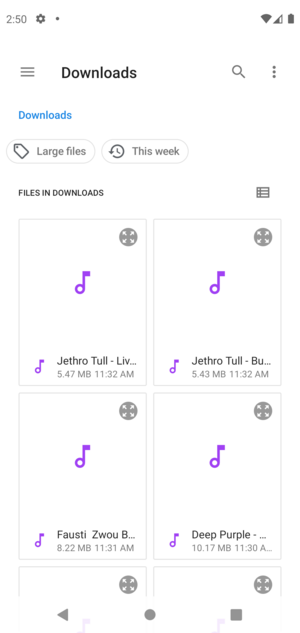 2:50
Downloads
Downloads
Large files
This week
FILES IN DOWNLOADS
Jethro Tull - Liv...
5.47 MB 11:32 AM
Jethro Tull - Bu...
5.43 MB 11:32 AM
Fausti  Zwou B...
8.22 MB 11:31 AM
Deep Purple - ...
10.17 MB 11:30 A...